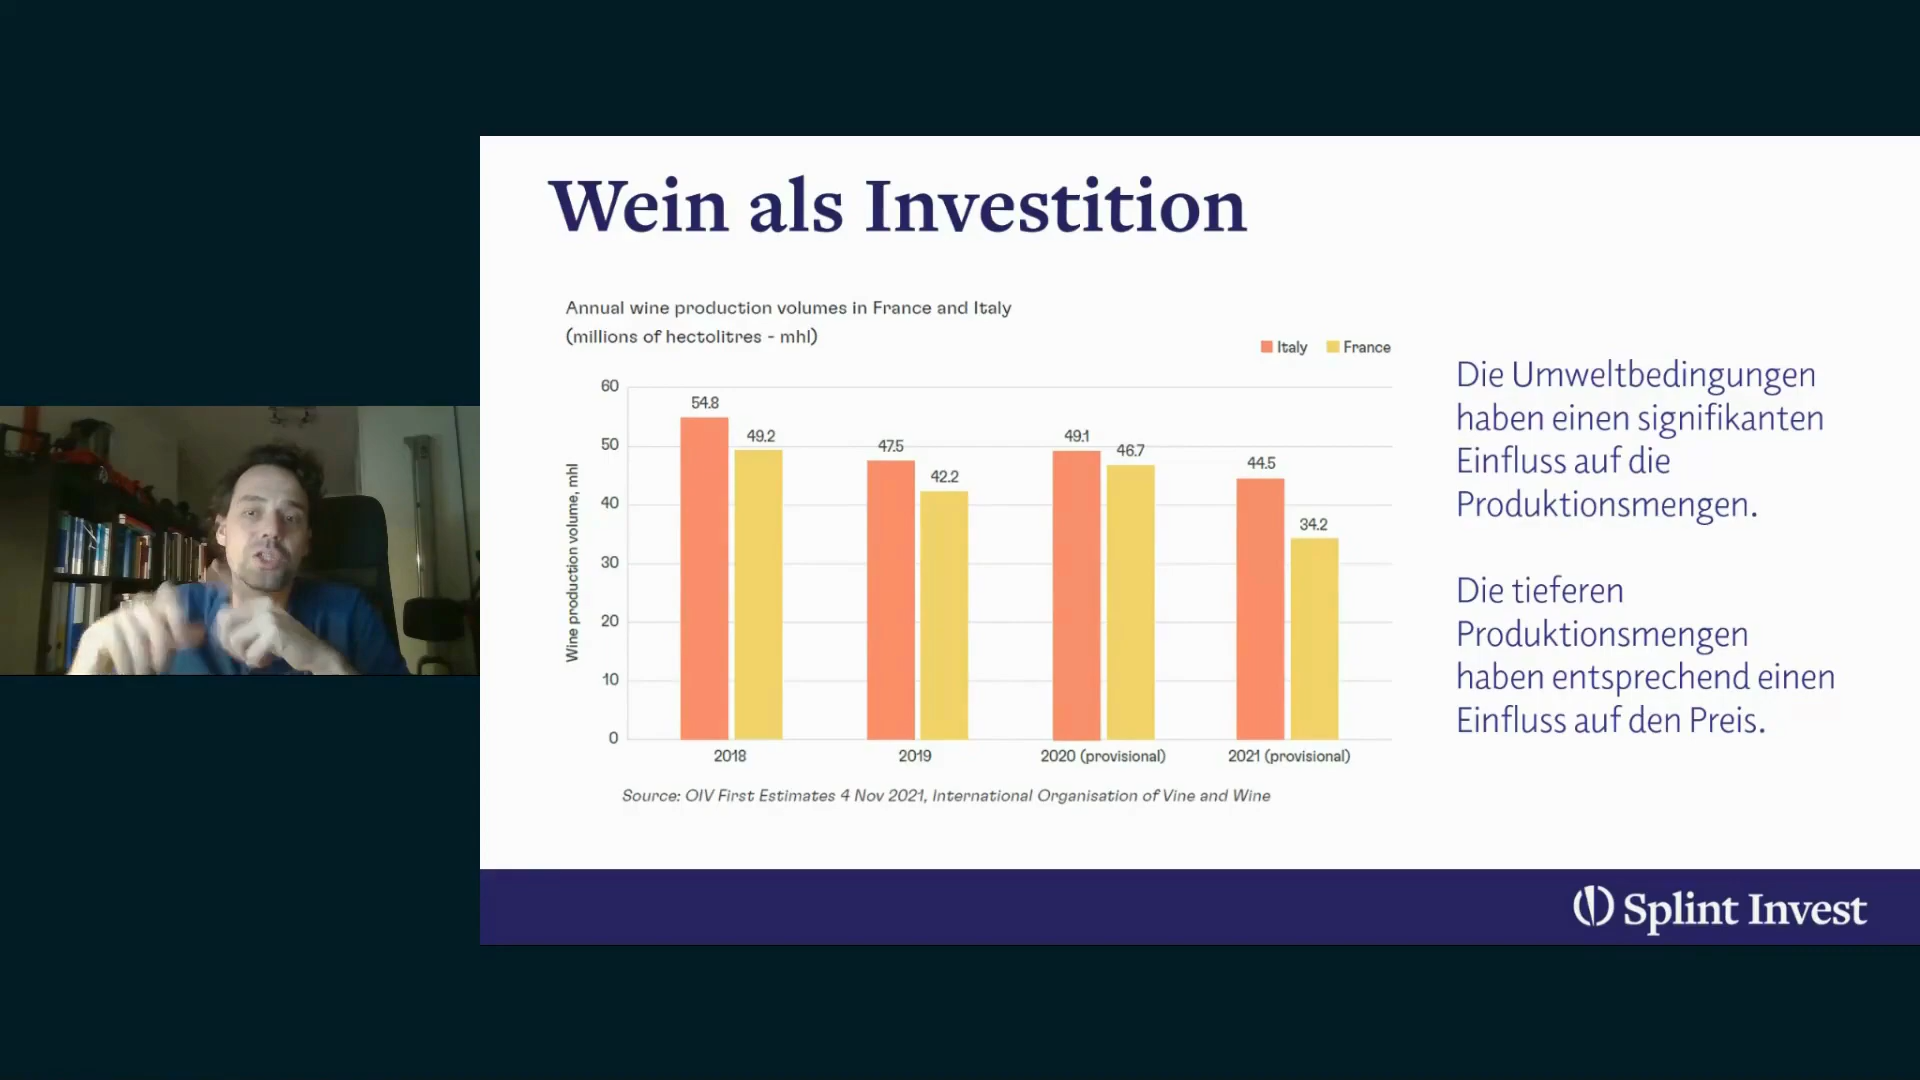 Wein als Investition
Annual wine production volumes in France and Italy
(millions of hectolitres - mhl)
Italy France
Wine production volume, mhl
60
50
40
30
20
10
0
54.8
49.2
47.5
42.2
49.1
46.7
44.5
34.2
2018
2019
2020 (provisional)
2021 (provisional)
Source: OIV First Estimates 4 Nov 2021, International Organisation of Vine and Wine
Die Umweltbedingungen
haben einen signifikanten
Einfluss auf die
Produktionsmengen.
Die tieferen
Produktionsmengen
haben entsprechend einen
Einfluss auf den Preis.
Splint Invest